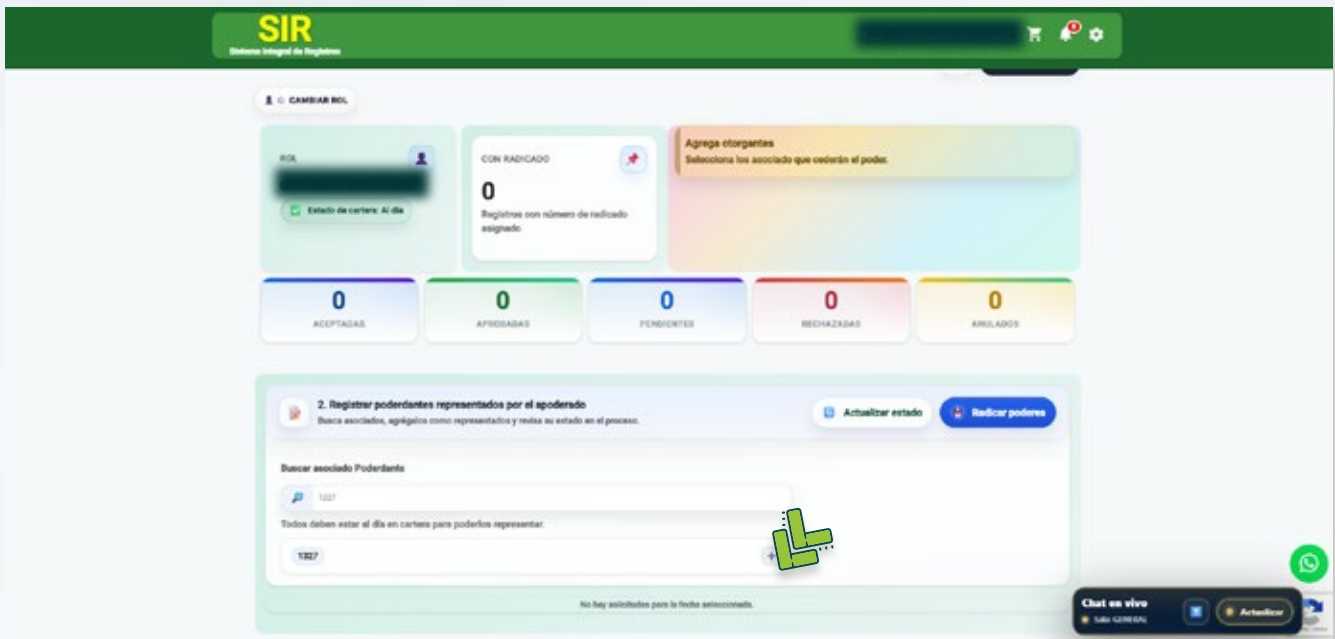 SIR
Sistema Integral de Registros
CAMBIAR ROL
ROL
Estado de cartera: Al día
CON RADICADO
0
Registros con número de radicado
asignado
Agrega otorgantes
Selecciona los asociado que cederán el poder.
0
ACEPTADAS
0
APROBADAS
0
PENDIENTES
0
RECHAZADAS
0
ANULADOS
2. Registrar poderdantes representados por el apoderado
Busca asociados, agrégalos como representados y revisa su estado en el proceso.
Actualizar estado
Radicar poderes
Buscar asociado Poderdante
1327
Todos deben estar al día en cartera para poderlos representar.
1327
+
No hay solicitudes para la fecha seleccionada.
Chat en vivo
Sala GENERAL
Actualizar